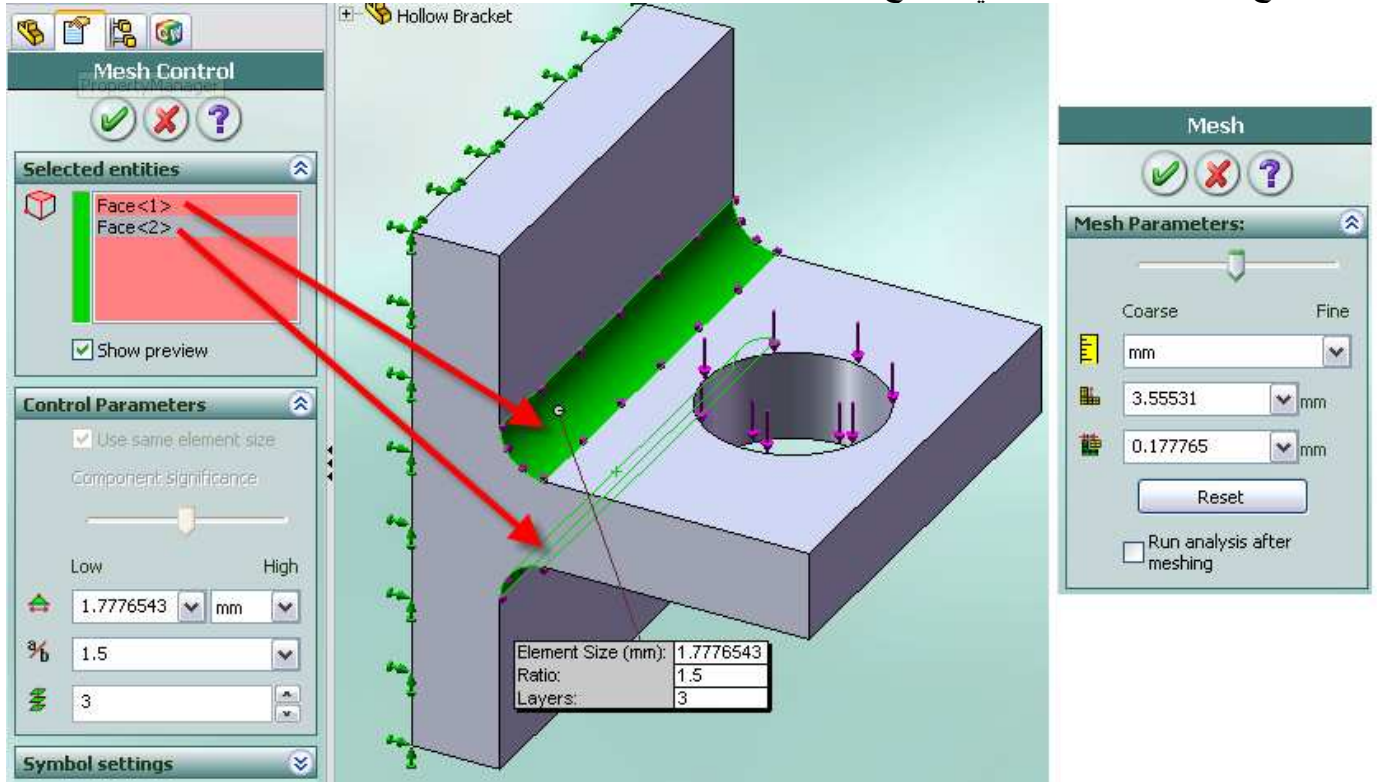 Hollow Bracket
Mesh Control
PropertyManager
Selected entities
Face<1>
Face<2>
Show preview
Control Parameters
Use same element size
Component significance
Low High
1.7776543 mm
a/b 1.5
3
Symbol settings
Element Size (mm): 1.7776543
Ratio: 1.5
Layers: 3
Mesh
Mesh Parameters:
Coarse Fine
mm
3.55531 mm
0.177765 mm
Reset
Run analysis after
meshing